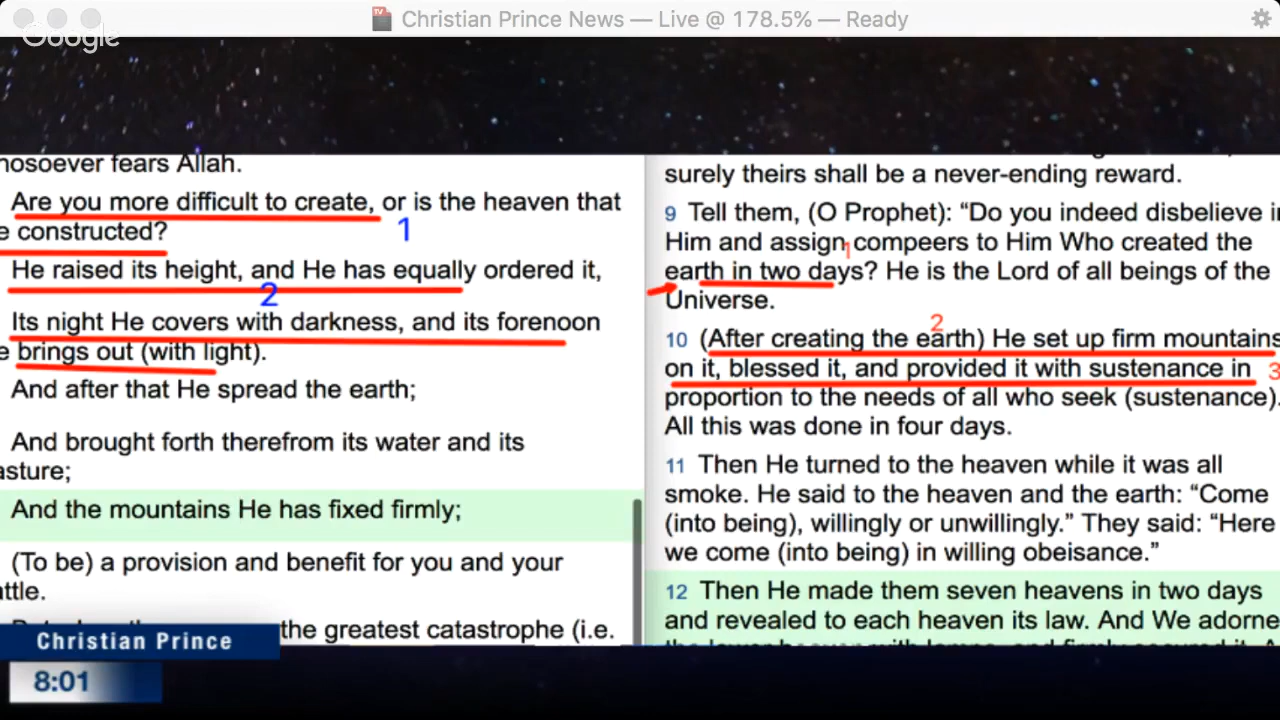 Christian Prince News — Live @ 178.5% — Ready
Google
hosoever fears Allah.
Are you more difficult to create, or is the heaven that
e constructed?
1
He raised its height, and He has equally ordered it,
2
Its night He covers with darkness, and its forenoon
e brings out (with light).
And after that He spread the earth;
And brought forth therefrom its water and its
asture;
And the mountains He has fixed firmly;
(To be) a provision and benefit for you and your
ttle.
the greatest catastrophe (i.e.
surely theirs shall be a never-ending reward.
9 Tell them, (O Prophet): “Do you indeed disbelieve i
Him and assign compeers to Him Who created the
1
earth in two days? He is the Lord of all beings of the
Universe.
2
10 (After creating the earth) He set up firm mountains
on it, blessed it, and provided it with sustenance in
3
proportion to the needs of all who seek (sustenance).
All this was done in four days.
11 Then He turned to the heaven while it was all
smoke. He said to the heaven and the earth: “Come
(into being), willingly or unwillingly.” They said: “Here
we come (into being) in willing obeisance.”
12 Then He made them seven heavens in two days
and revealed to each heaven its law. And We adorne
Christian Prince
8:01